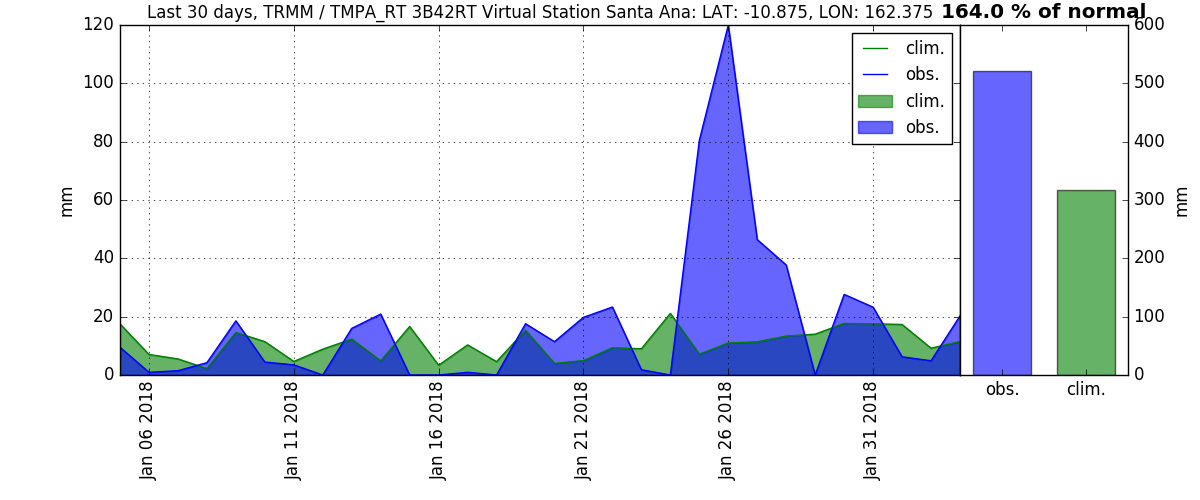 Last 30 days, TRMM / TMPA_RT 3B42RT Virtual Station Santa Ana: LAT: -10.875, LON: 162.375 164.0 % of normal
120
100
80
60
40
20
0
mm
clim.
obs.
clim.
obs.
Jan 06 2018
Jan 11 2018
Jan 16 2018
Jan 21 2018
Jan 26 2018
Jan 31 2018
600
500
400
300
200
100
0
mm
obs. clim.